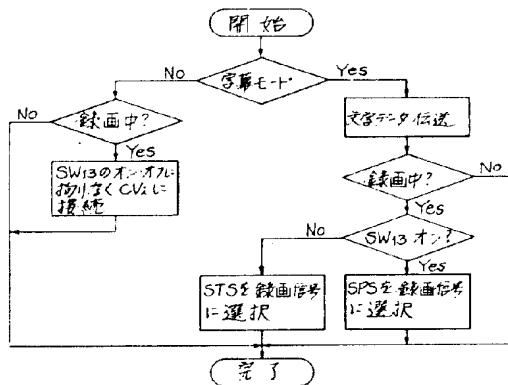 開始
字幕モード
No
Yes
録画中?
No
Yes
SW13のオンオフに
拘りなくCV2に
接続
文字データ伝送
録画中?
No
Yes
SW13オン?
No
Yes
STSを録画信号
に選択
SPSを録画信号
に選択
完了